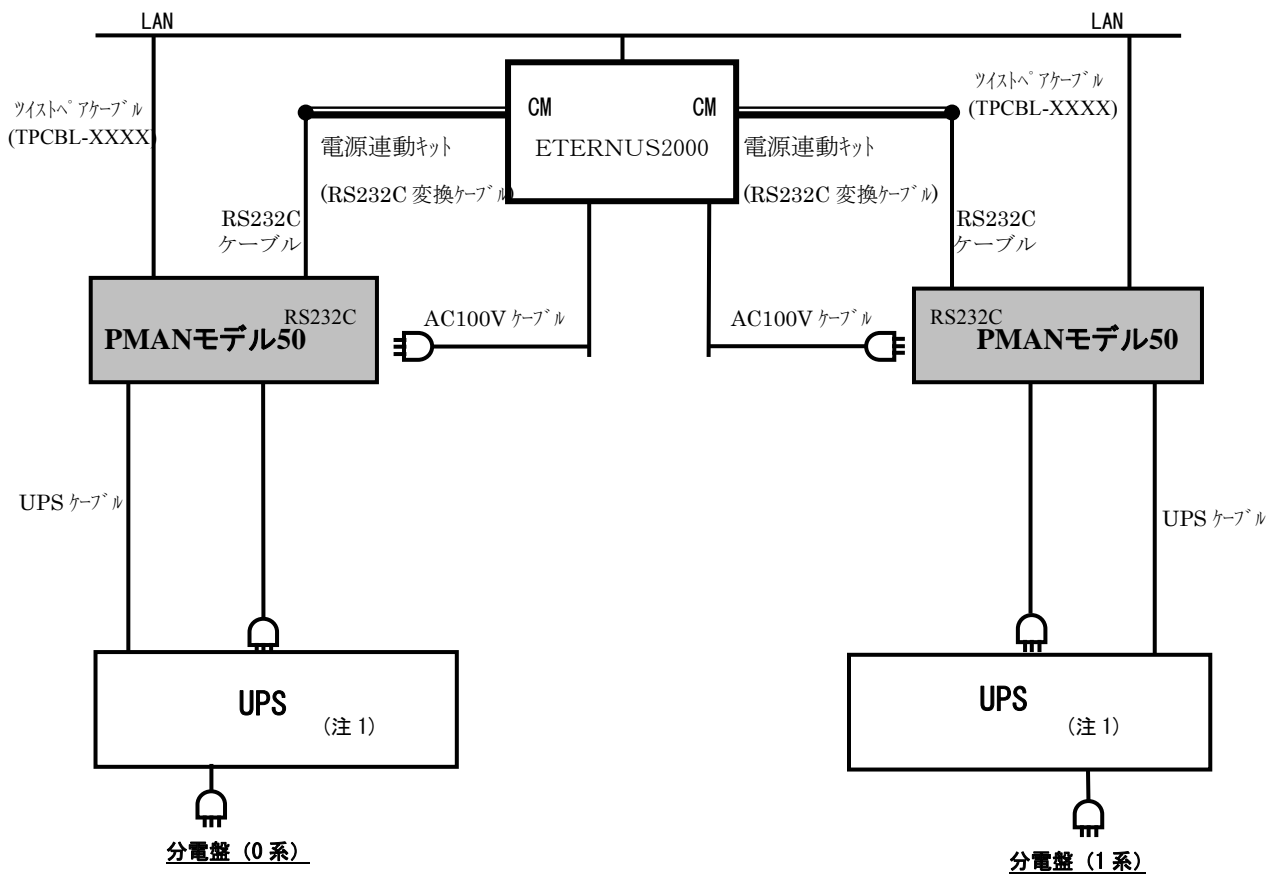 LAN
LAN
ﾂｲｽﾄﾍﾟｱｹｰﾌﾞﾙ
(TPCBL-XXXX)
CM
CM
ETERNUS2000
ﾂｲｽﾄﾍﾟｱｹｰﾌﾞﾙ
(TPCBL-XXXX)
電源連動ｷｯﾄ
(RS232C 変換ｹｰﾌﾞﾙ)
電源連動ｷｯﾄ
(RS232C 変換ｹｰﾌﾞﾙ)
RS232C
ケーブル
RS232C
ケーブル
RS232C
PMANモデル50
AC100V ｹｰﾌﾞﾙ
AC100V ｹｰﾌﾞﾙ
RS232C
PMANモデル50
UPS ｹｰﾌﾞﾙ
UPS ｹｰﾌﾞﾙ
UPS
(注 1)
UPS
(注 1)
分電盤（0 系）
分電盤（1 系）